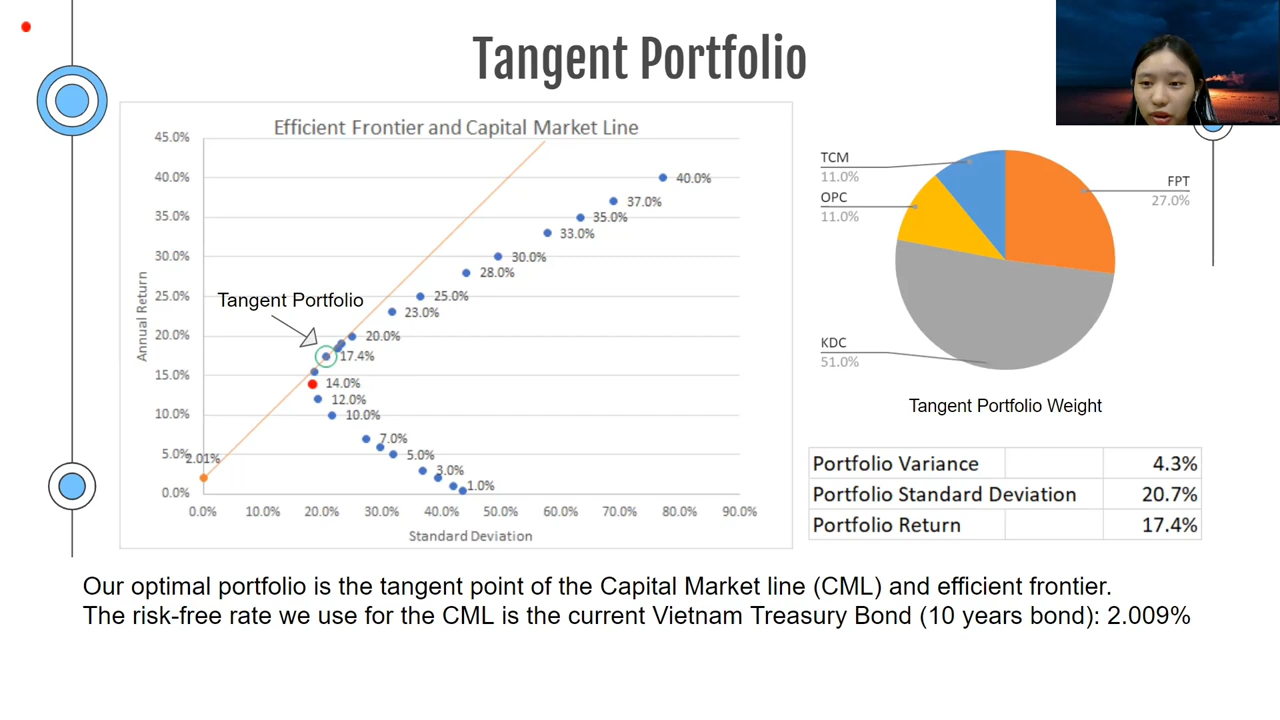 Tangent Portfolio
Efficient Frontier and Capital Market Line
45.0%
40.0%
35.0%
30.0%
25.0%
20.0%
15.0%
10.0%
5.0%
0.0%
Annual Return
0.0%
10.0%
20.0%
30.0%
40.0%
50.0%
60.0%
70.0%
80.0%
90.0%
Standard Deviation
Tangent Portfolio
40.0%
37.0%
35.0%
33.0%
30.0%
28.0%
25.0%
23.0%
20.0%
17.4%
14.0%
12.0%
10.0%
7.0%
5.0%
3.0%
1.0%
2.01%
TCM
11.0%
OPC
11.0%
FPT
27.0%
KDC
51.0%
Tangent Portfolio Weight
Portfolio Variance 4.3%
Portfolio Standard Deviation 20.7%
Portfolio Return 17.4%
Our optimal portfolio is the tangent point of the Capital Market line (CML) and efficient frontier.
The risk-free rate we use for the CML is the current Vietnam Treasury Bond (10 years bond): 2.009%